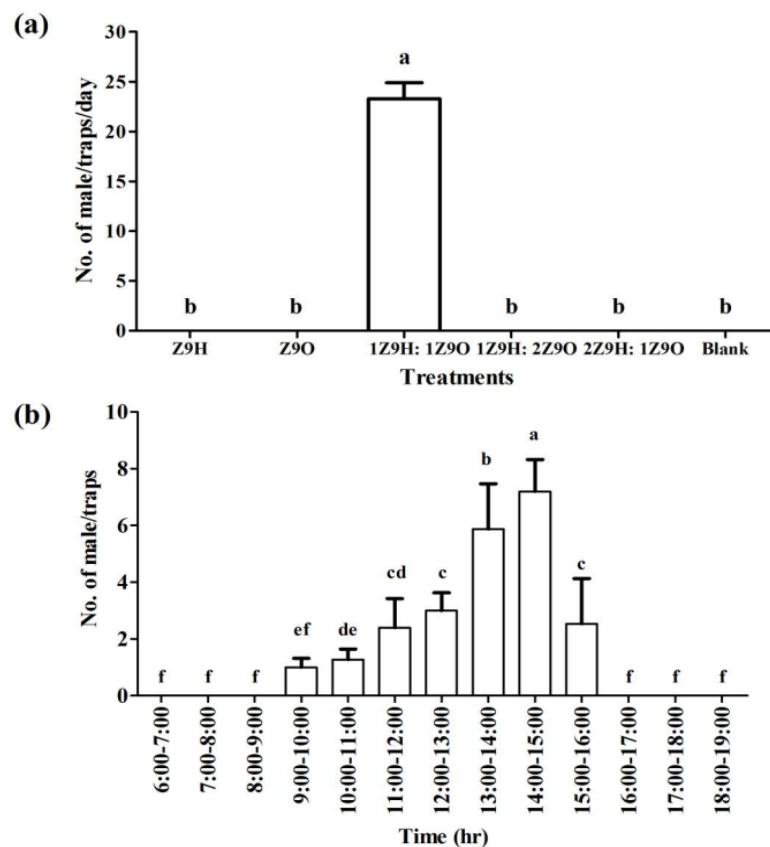 (a)
No. of male/traps/day
30
25
20
15
10
5
0
a
b b b b b
Z9H Z9O 1Z9H: 1Z9O 1Z9H: 2Z9O 2Z9H: 1Z9O Blank
Treatments
(b)
No. of male/traps
10
8
6
4
2
0
f f f ef de cd c b a c f f f
6:00-7:00
7:00-8:00
8:00-9:00
9:00-10:00
10:00-11:00
11:00-12:00
12:00-13:00
13:00-14:00
14:00-15:00
15:00-16:00
16:00-17:00
17:00-18:00
18:00-19:00
Time (hr)